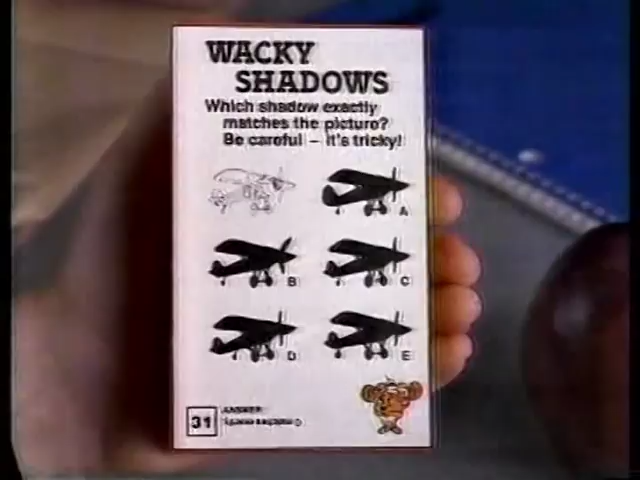 WACKY
SHADOWS
Which shadow exactly
matches the picture?
Be careful – it's tricky!
A
B
C
D
E
31
ANSWER: